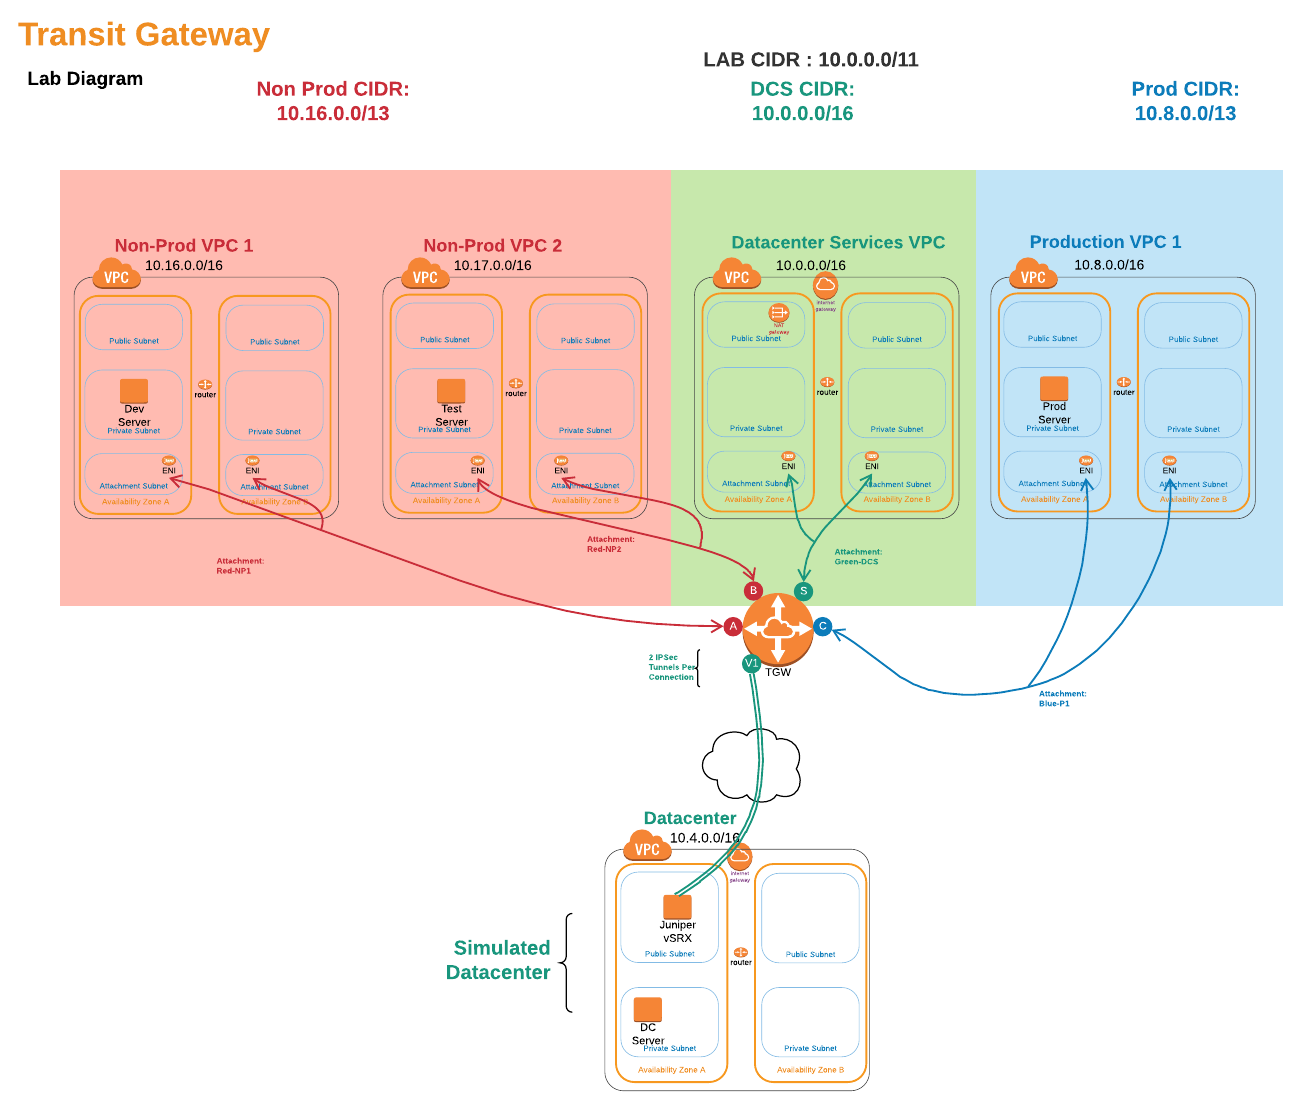 Transit Gateway
Lab Diagram
LAB CIDR : 10.0.0.0/11
Non Prod CIDR:
10.16.0.0/13
DCS CIDR:
10.0.0.0/16
Prod CIDR:
10.8.0.0/13
Non-Prod VPC 1
10.16.0.0/16
VPC
Public Subnet
Public Subnet
Dev
Server
Private Subnet
router
Private Subnet
ENI
Attachment Subnet
Availability Zone A
ENI
Attachment Subnet
Availability Zone B
Attachment:
Red-NP1
Non-Prod VPC 2
10.17.0.0/16
VPC
Public Subnet
Public Subnet
Test
Server
Private Subnet
router
Private Subnet
ENI
Attachment Subnet
Availability Zone A
ENI
Attachment Subnet
Availability Zone B
Attachment:
Red-NP2
Datacenter Services VPC
10.0.0.0/16
VPC
Internet
gateway
NAT
gateway
Public Subnet
Public Subnet
router
Private Subnet
Private Subnet
ENI
Attachment Subnet
Availability Zone A
ENI
Attachment Subnet
Availability Zone B
Attachment:
Green-DCS
Production VPC 1
10.8.0.0/16
VPC
Public Subnet
Public Subnet
Prod
Server
Private Subnet
router
Private Subnet
ENI
Attachment Subnet
Availability Zone A
ENI
Attachment Subnet
Availability Zone B
Attachment:
Blue-P1
B
S
A
C
V1
TGW
2 IPSec
Tunnels Per
Connection
Datacenter
10.4.0.0/16
VPC
Internet
gateway
Juniper
vSRX
Public Subnet
router
Public Subnet
Simulated
Datacenter
DC
Server
Private Subnet
Private Subnet
Availability Zone A
Availability Zone B